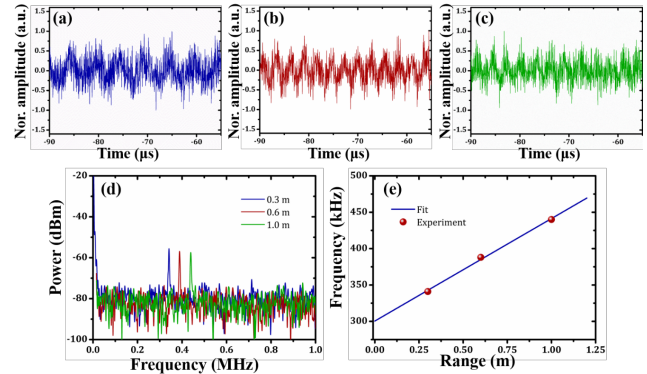 (a)
Nor. amplitude (a.u.)
1.5
1.0
0.5
0.0
-0.5
-1.0
-1.5
-90 -80 -70 -60
Time (µs)
(b)
Nor. amplitude (a.u.)
1.5
1.0
0.5
0.0
-0.5
-1.0
-1.5
-90 -80 -70 -60
Time (µs)
(c)
Nor. amplitude (a.u.)
1.5
1.0
0.5
0.0
-0.5
-1.0
-1.5
-90 -80 -70 -60
Time (µs)
(d)
Power (dBm)
-20
-40
-60
-80
-100
0.3 m
0.6 m
1.0 m
0.0 0.2 0.4 0.6 0.8 1.0
Frequency (MHz)
(e)
Frequency (kHz)
500
450
400
350
300
Fit
Experiment
0.00 0.25 0.50 0.75 1.00 1.25
Range (m)